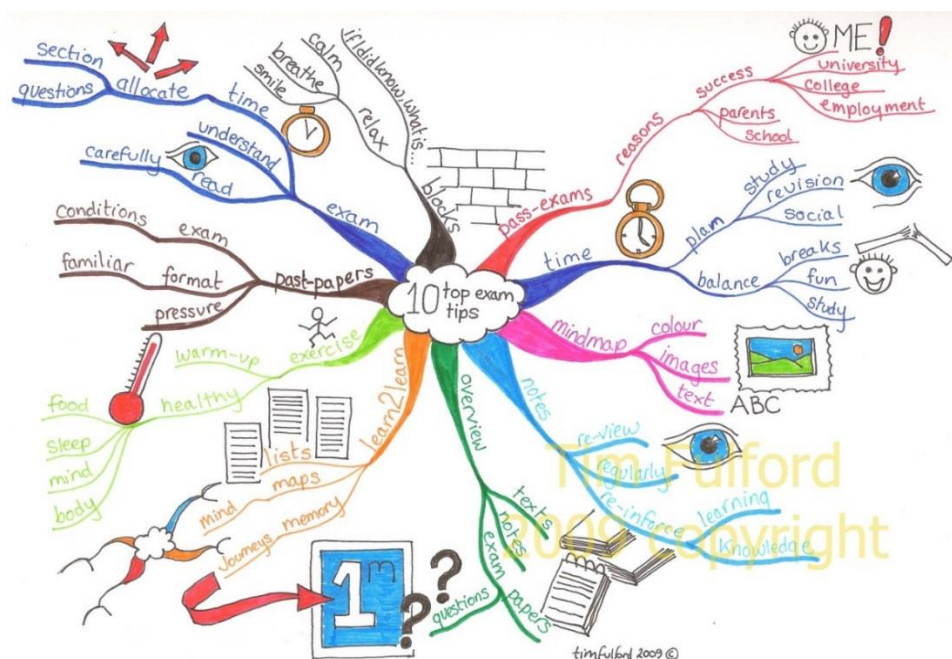 10 top exam
tips
pass-exams
reasons
success
ME!
university
college
employment
parents
school
time
plam
study
revision
social
balance
breaks
fun
study
mindmap
colour
images
text
ABC
notes
re-view
regularly
re-inforce
learning
knowledge
overview
texts
notes
exam
papers
questions
learn2learn
lists
mind maps
Journeys memory
1m
??
exercise
warm-up
healthy
food
sleep
mind
body
past-papers
exam
conditions
format
familiar
pressure
exam
time
allocate
section
questions
understand
read
carefully
blocks
relax
calm
breathe
smile
if I did know, what is...
Tim Fulford
2009 copyright
timfulford 2009 ©